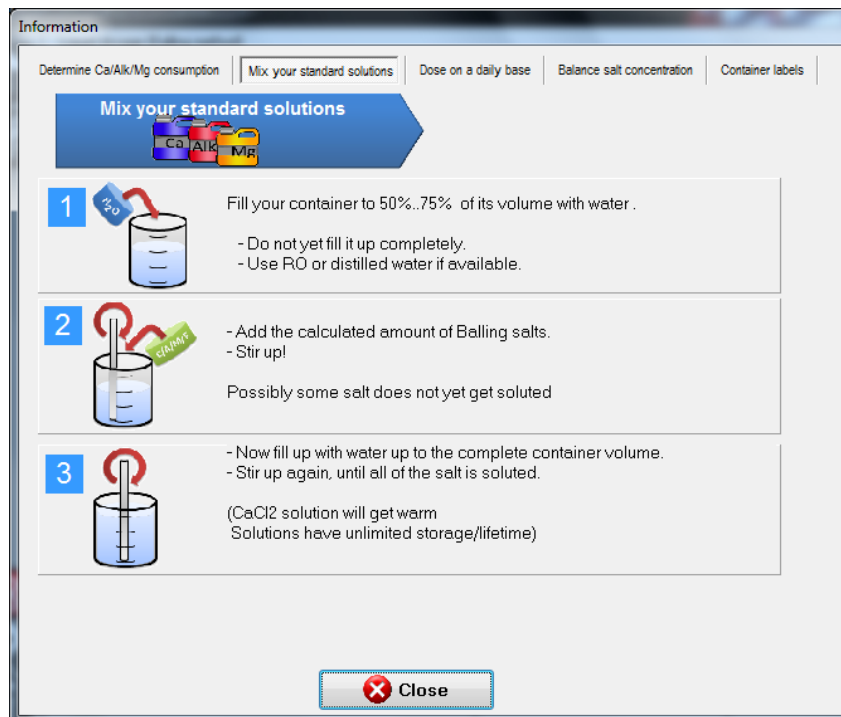 Information
Determine Ca/Alk/Mg consumption
Mix your standard solutions
Dose on a daily base
Balance salt concentration
Container labels
Mix your standard solutions
Ca Alk Mg
1
H2O
Fill your container to 50%..75% of its volume with water .
- Do not yet fill it up completely.
- Use RO or distilled water if available.
2
- Add the calculated amount of Balling salts.
- Stir up!
Possibly some salt does not yet get soluted
3
- Now fill up with water up to the complete container volume.
- Stir up again, until all of the salt is soluted.
(CaCl2 solution will get warm
Solutions have unlimited storage/lifetime)
Close